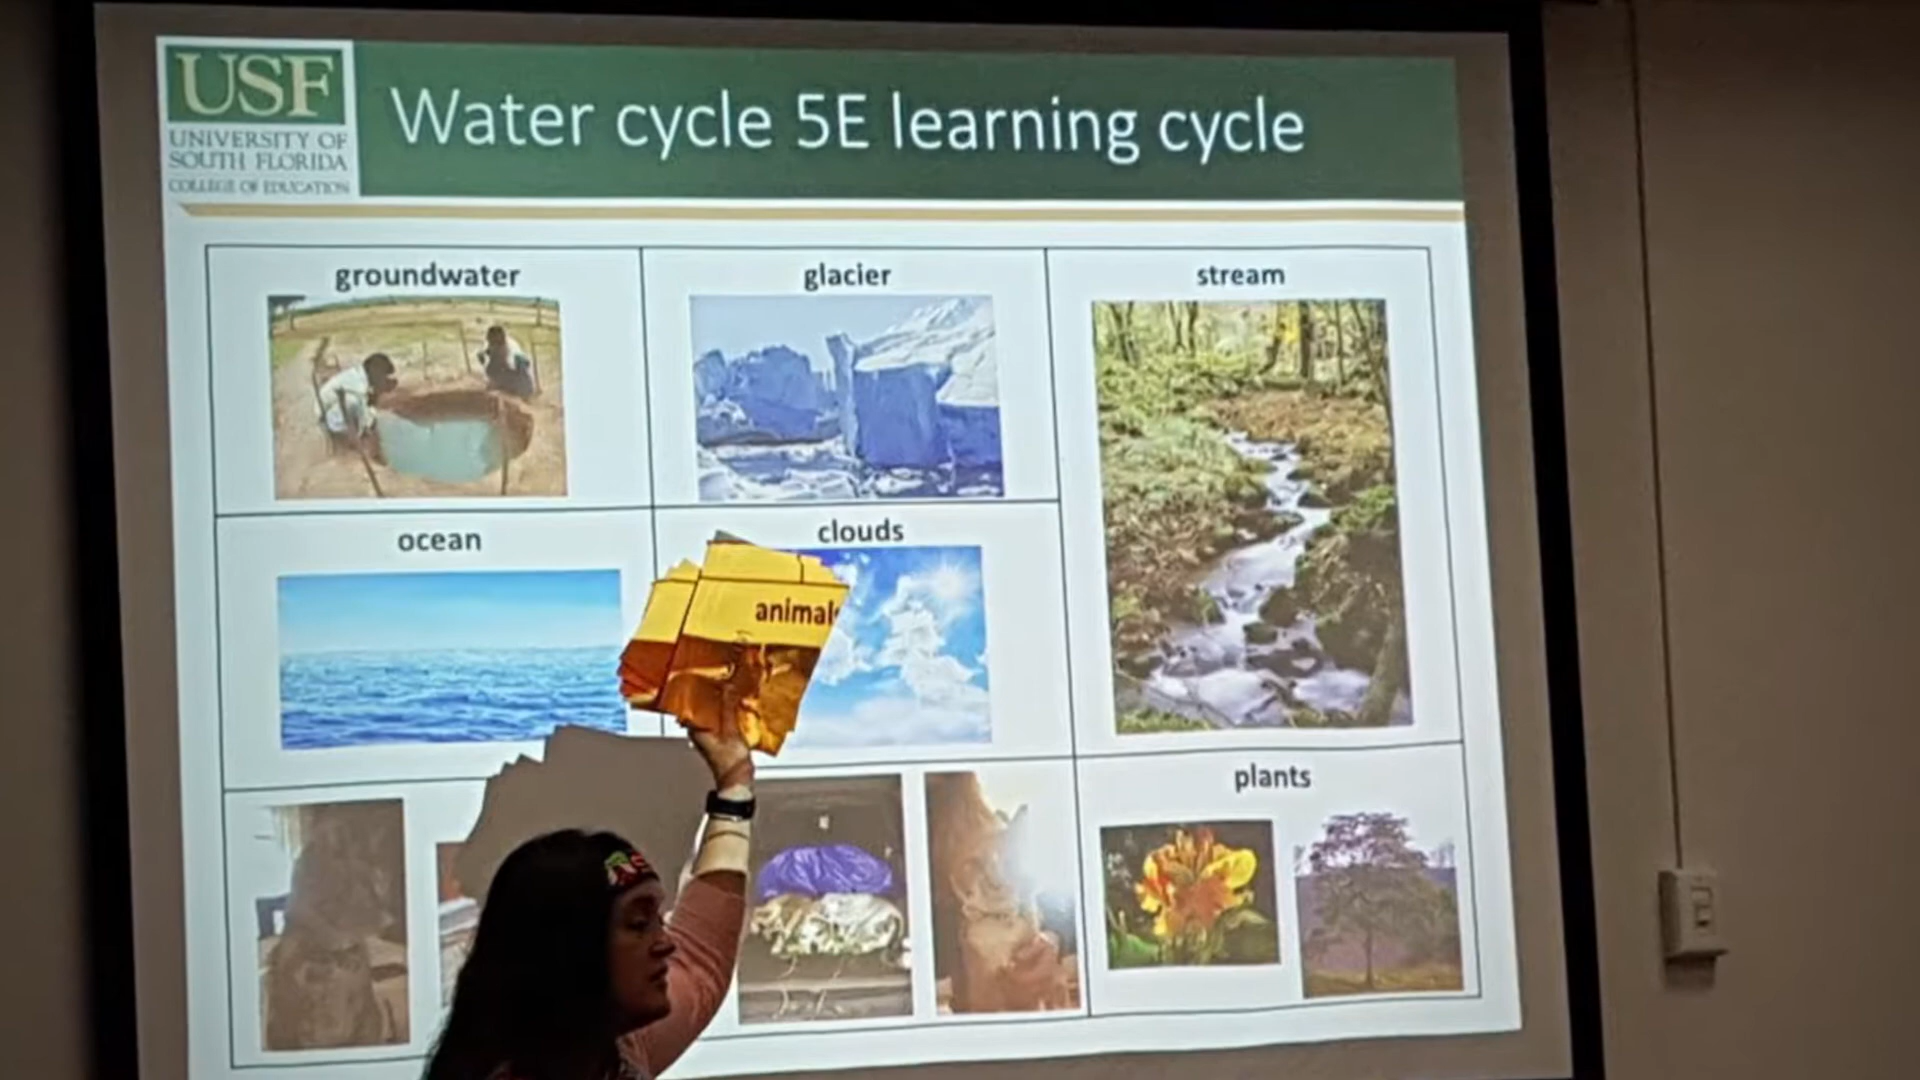 USF
UNIVERSITY OF
SOUTH FLORIDA
COLLEGE OF EDUCATION
Water cycle 5E learning cycle
groundwater
glacier
stream
ocean
clouds
animals
plants